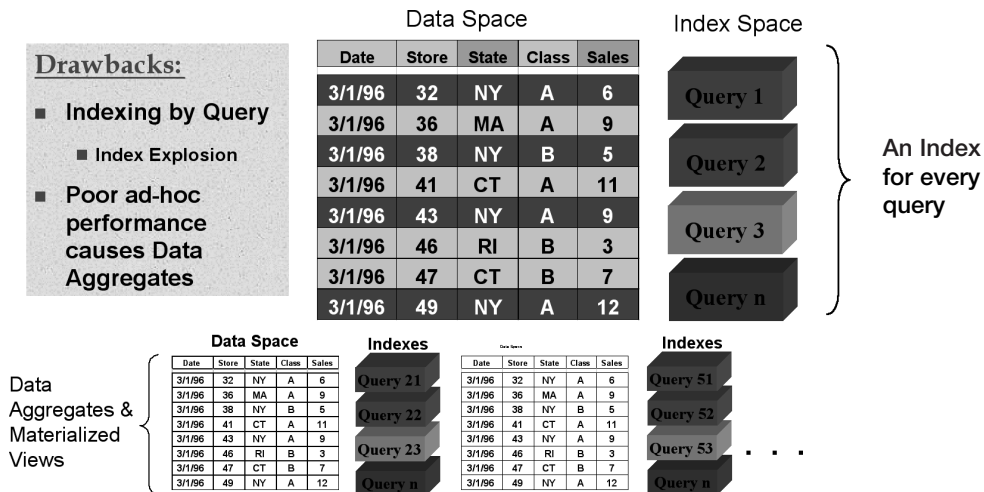 Data Space
Index Space
Drawbacks:
■ Indexing by Query
■ Index Explosion
■ Poor ad-hoc
performance
causes Data
Aggregates
Date Store State Class Sales
3/1/96 32 NY A 6
3/1/96 36 MA A 9
3/1/96 38 NY B 5
3/1/96 41 CT A 11
3/1/96 43 NY A 9
3/1/96 46 RI B 3
3/1/96 47 CT B 7
3/1/96 49 NY A 12
Query 1
Query 2
Query 3
Query n
An Index
for every
query
Data
Aggregates &
Materialized
Views
Data Space
Date Store State Class Sales
3/1/96 32 NY A 6
3/1/96 36 MA A 9
3/1/96 38 NY B 5
3/1/96 41 CT A 11
3/1/96 43 NY A 9
3/1/96 46 RI B 3
3/1/96 47 CT B 7
3/1/96 49 NY A 12
Indexes
Query 21
Query 22
Query 23
Query n
Data Space
Date Store State Class Sales
3/1/96 32 NY A 6
3/1/96 36 MA A 9
3/1/96 38 NY B 5
3/1/96 41 CT A 11
3/1/96 43 NY A 9
3/1/96 46 RI B 3
3/1/96 47 CT B 7
3/1/96 49 NY A 12
Indexes
Query 51
Query 52
Query 53
Query n
. . .